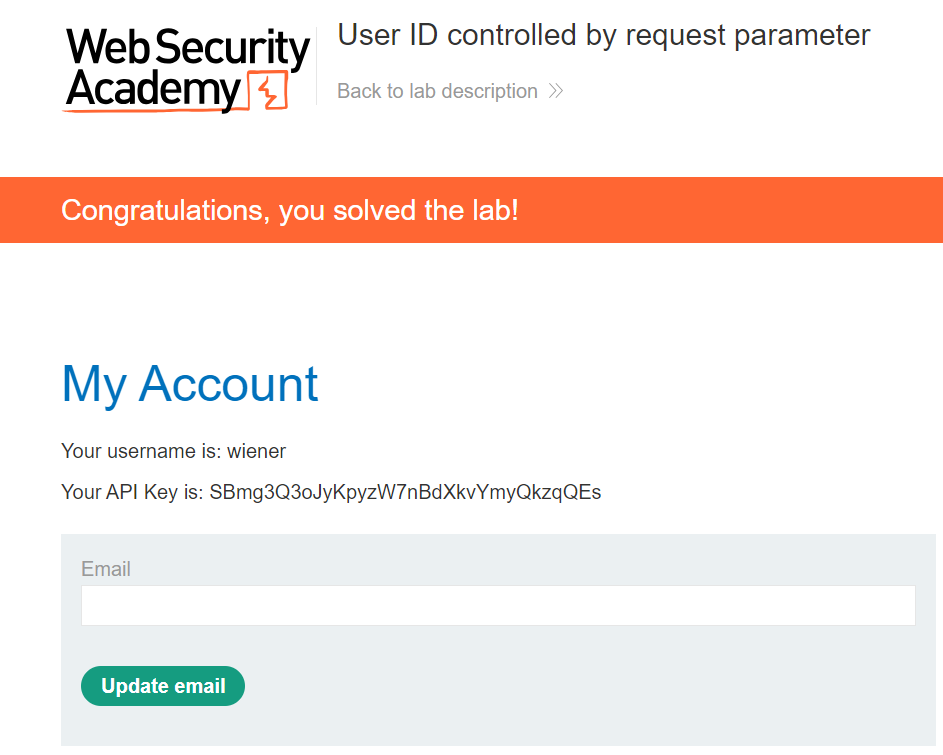 Web Security
Academy
User ID controlled by request parameter
Back to lab description
Congratulations, you solved the lab!
My Account
Your username is: wiener
Your API Key is: SBmg3Q3oJyKpyzW7nBdXkvYmyQkzqQEs
Email
Update email